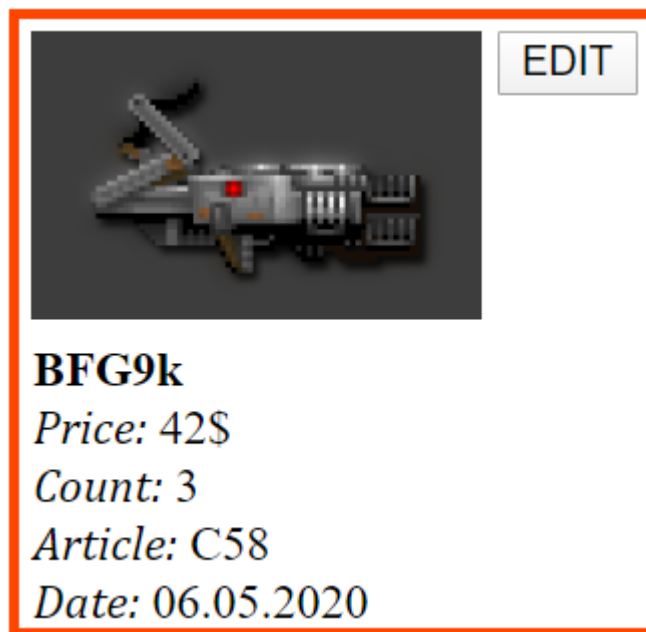 EDIT
BFG9k
Price: 42$
Count: 3
Article: C58
Date: 06.05.2020